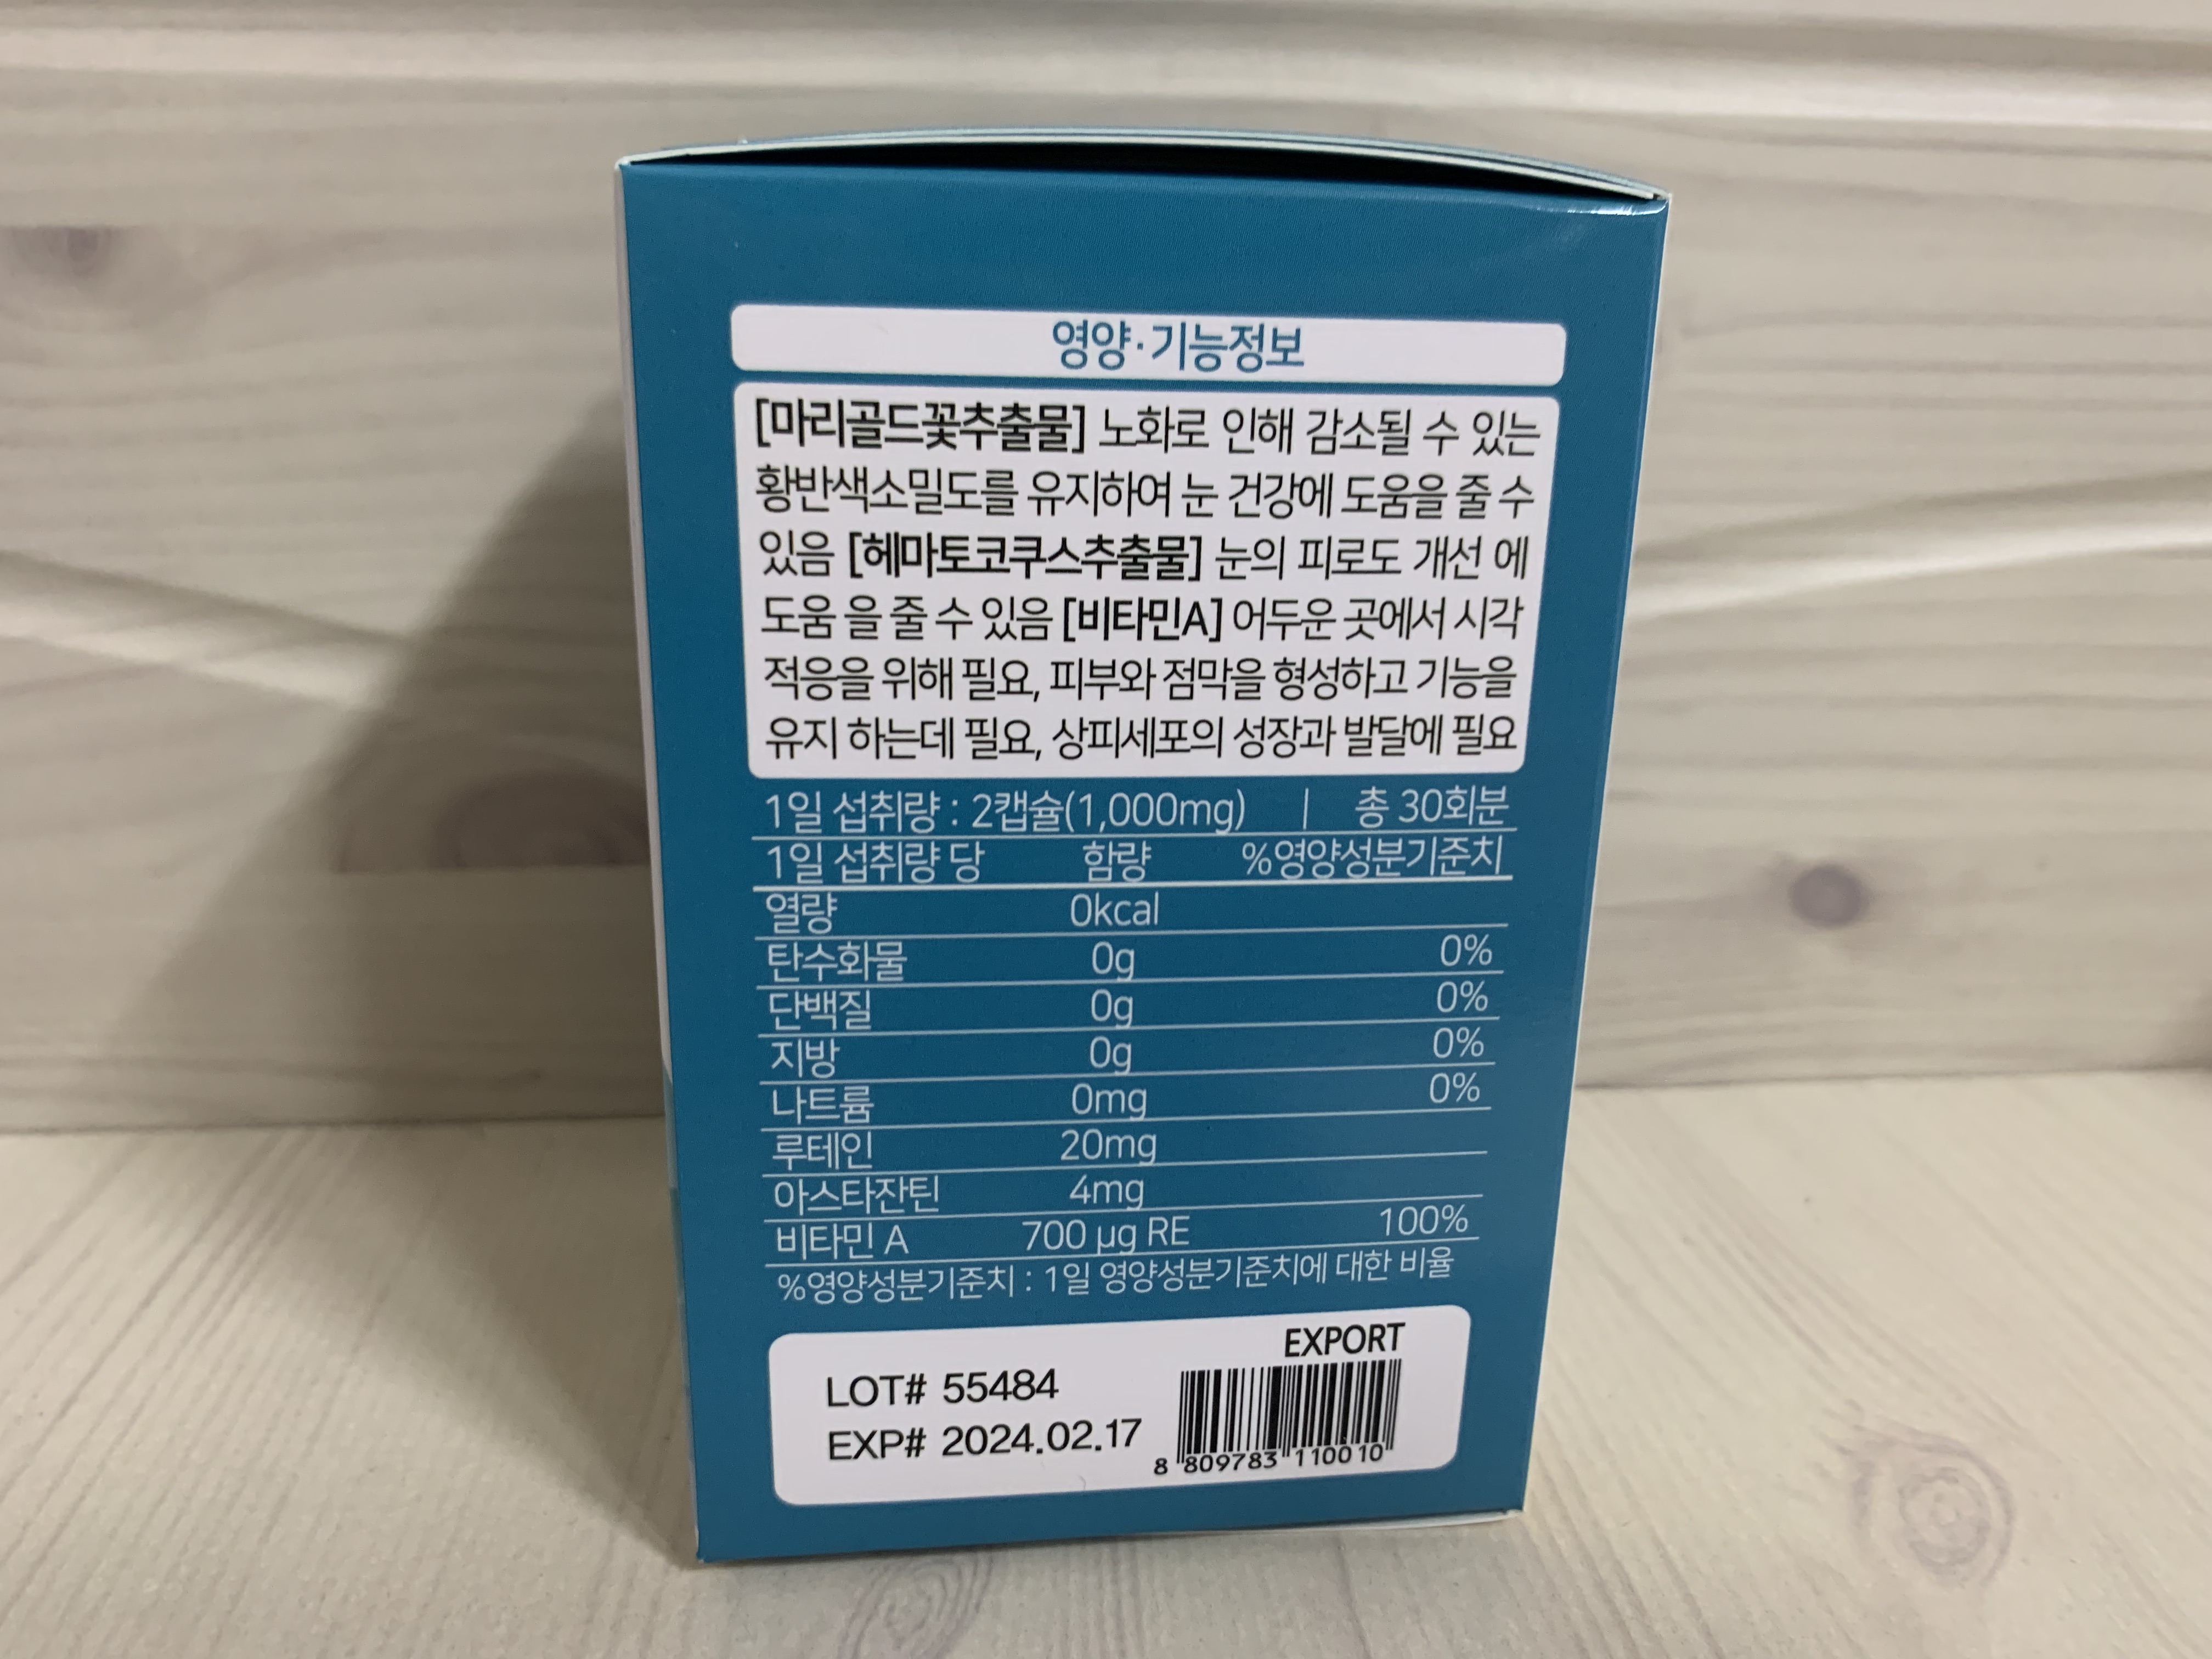 영양·기능정보
[마리골드꽃추출물] 노화로 인해 감소될 수 있는
황반색소밀도를 유지하여 눈 건강에 도움을 줄 수
있음 [헤마토코쿠스추출물] 눈의 피로도 개선 에
도움 을 줄 수 있음 [비타민A] 어두운 곳에서 시각
적응을 위해 필요, 피부와 점막을 형성하고 기능을
유지 하는데 필요, 상피세포의 성장과 발달에 필요
1일 섭취량 : 2캡슐(1,000mg) | 총 30회분
1일 섭취량 당 함량 %영양성분기준치
열량 0kcal
탄수화물 0g 0%
단백질 0g 0%
지방 0g 0%
나트륨 0mg 0%
루테인 20mg
아스타잔틴 4mg
비타민 A 700 µg RE 100%
%영양성분기준치 : 1일 영양성분기준치에 대한 비율
EXPORT
LOT# 55484
EXP# 2024.02.17
8 809783 110010